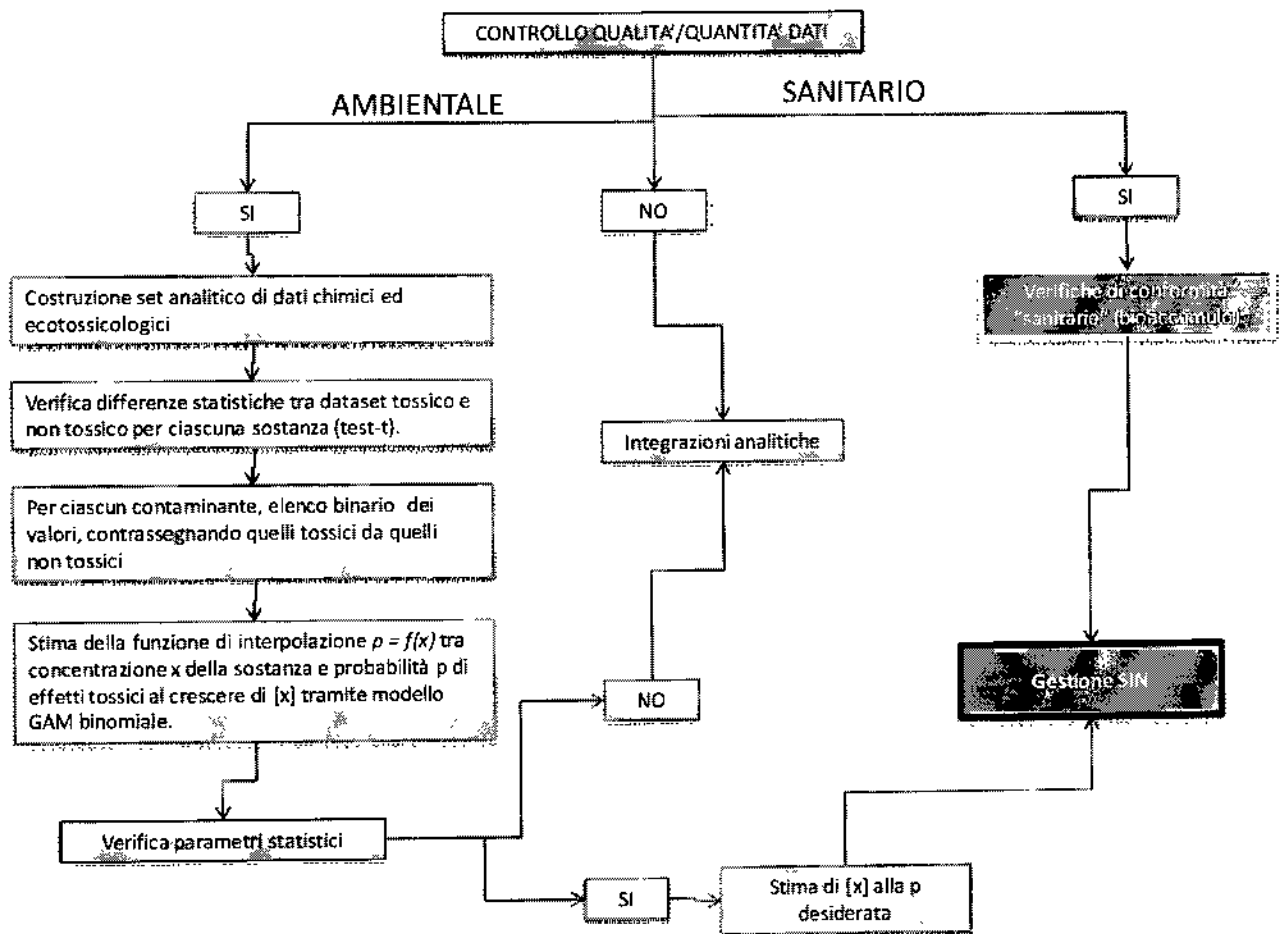 CONTROLLO QUALITA'/QUANTITA' DATI
AMBIENTALE
SANITARIO
SI
NO
SI
Costruzione set analitico di dati chimici ed
ecotossicologici
Verifiche di conformità
"sanitarie" (bioaccumulo)
Verifica differenze statistiche tra dataset tossico e
non tossico per ciascuna sostanza (test-t).
Integrazioni analitiche
Per ciascun contaminante, elenco binario dei
valori, contrassegnando quelli tossici da quelli
non tossici
Stima della funzione di interpolazione p = f(x) tra
concentrazione x della sostanza e probabilità p di
effetti tossici al crescere di [x] tramite modello
GAM binomiale.
NO
Gestione SIN
Verifica parametri statistici
SI
Stima di [x] alla p
desiderata